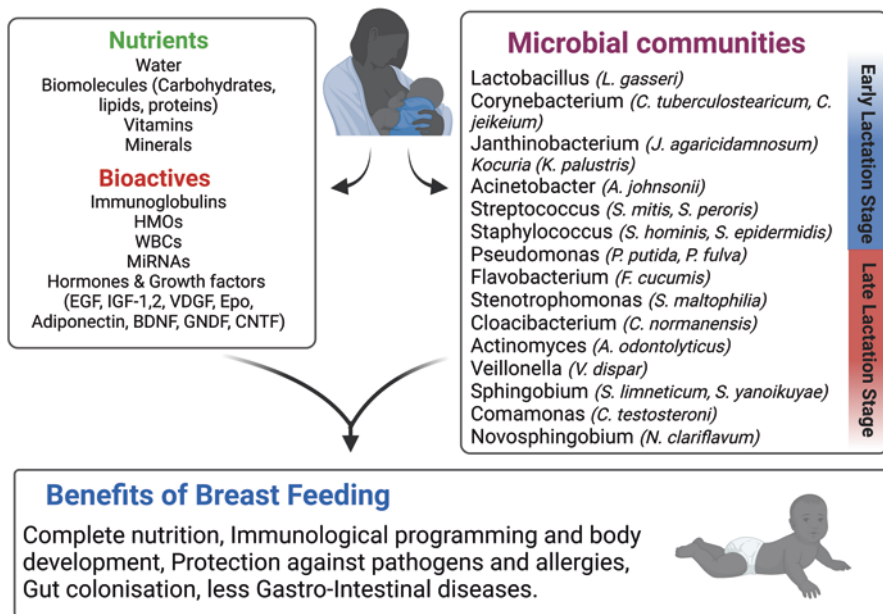 Nutrients
Water
Biomolecules (Carbohydrates,
lipids, proteins)
Vitamins
Minerals
Bioactives
Immunoglobulins
HMOs
WBCs
MiRNAs
Hormones & Growth factors
(EGF, IGF-1,2, VDGF, Epo,
Adiponectin, BDNF, GNDF, CNTF)
Microbial communities
Lactobacillus (L. gasseri)
Corynebacterium (C. tuberculostearicum, C.
jeikeium)
Janthinobacterium (J. agaricidamnosum)
Kocuria (K. palustris)
Acinetobacter (A. johnsonii)
Streptococcus (S. mitis, S. peroris)
Staphylococcus (S. hominis, S. epidermidis)
Pseudomonas (P. putida, P. fulva)
Flavobacterium (F. cucumis)
Stenotrophomonas (S. maltophilia)
Cloacibacterium (C. normanensis)
Actinomyces (A. odontolyticus)
Veillonella (V. dispar)
Sphingobium (S. limneticum, S. yanoikuyae)
Comamonas (C. testosteroni)
Novosphingobium (N. clariflavum)
Early Lactation Stage
Late Lactation Stage
Benefits of Breast Feeding
Complete nutrition, Immunological programming and body
development, Protection against pathogens and allergies,
Gut colonisation, less Gastro-Intestinal diseases.